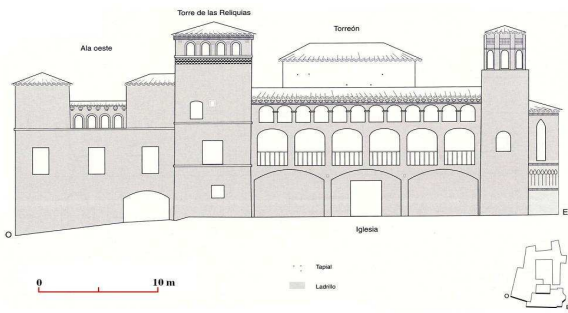 Torre de las Reliquias
Ala oeste
Torreón
O
E
Iglesia
Tapial
Ladrillo
0 10 m
O
E